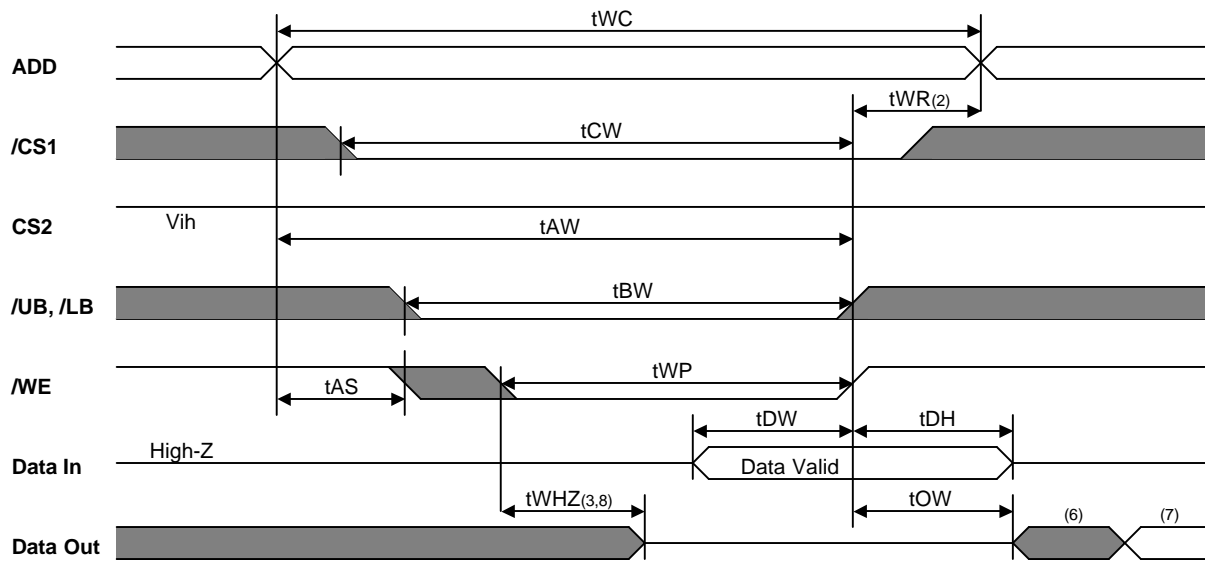 tWC
ADD
tWR(2)
/CS1
tCW
CS2
Vih
tAW
/UB, /LB
tBW
/WE
tAS
tWP
tDW
tDH
Data In
High-Z
Data Valid
tWHZ(3,8)
tOW
Data Out
(6)
(7)